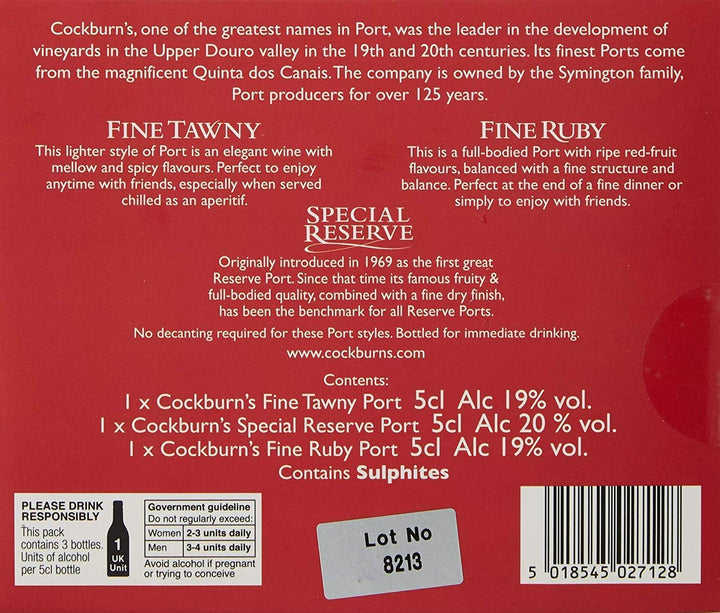 Cockburn's, one of the greatest names in Port, was the leader in the development of
vineyards in the Upper Douro valley in the 19th and 20th centuries. Its finest Ports come
from the magnificent Quinta dos Canais. The company is owned by the Symington family,
Port producers for over 125 years.
FINE TAWNY
This lighter style of Port is an elegant wine with
mellow and spicy flavours. Perfect to enjoy
anytime with friends, especially when served
chilled as an aperitif.
FINE RUBY
This is a full-bodied Port with ripe red-fruit
flavours, balanced with a fine structure and
balance. Perfect at the end of a fine dinner or
simply to enjoy with friends.
SPECIAL
RESERVE
Originally introduced in 1969 as the first great
Reserve Port. Since that time its famous fruity &
full-bodied quality, combined with a fine dry finish,
has been the benchmark for all Reserve Ports.
No decanting required for these Port styles. Bottled for immediate drinking.
www.cockburns.com
Contents:
1 x Cockburn's Fine Tawny Port 5cl Alc 19% vol.
1 x Cockburn's Special Reserve Port 5cl Alc 20 % vol.
1 x Cockburn's Fine Ruby Port 5cl Alc 19% vol.
Contains Sulphites
PLEASE DRINK
RESPONSIBLY
This pack
contains 3 bottles.
Units of alcohol
per 5cl bottle
1
UK
Unit
Government guideline
Do not regularly exceed:
Women 2-3 units daily
Men 3-4 units daily
Avoid alcohol if pregnant
or trying to conceive
Lot No
8213
5 018545 027128